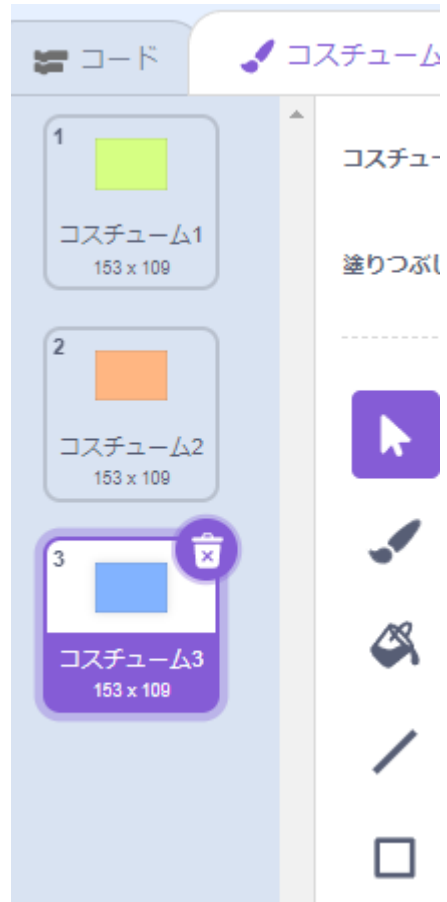 コード
コスチューム
1
コスチューム1
153 x 109
2
コスチューム2
153 x 109
3
コスチューム3
153 x 109
コスチュー
塗りつぶし